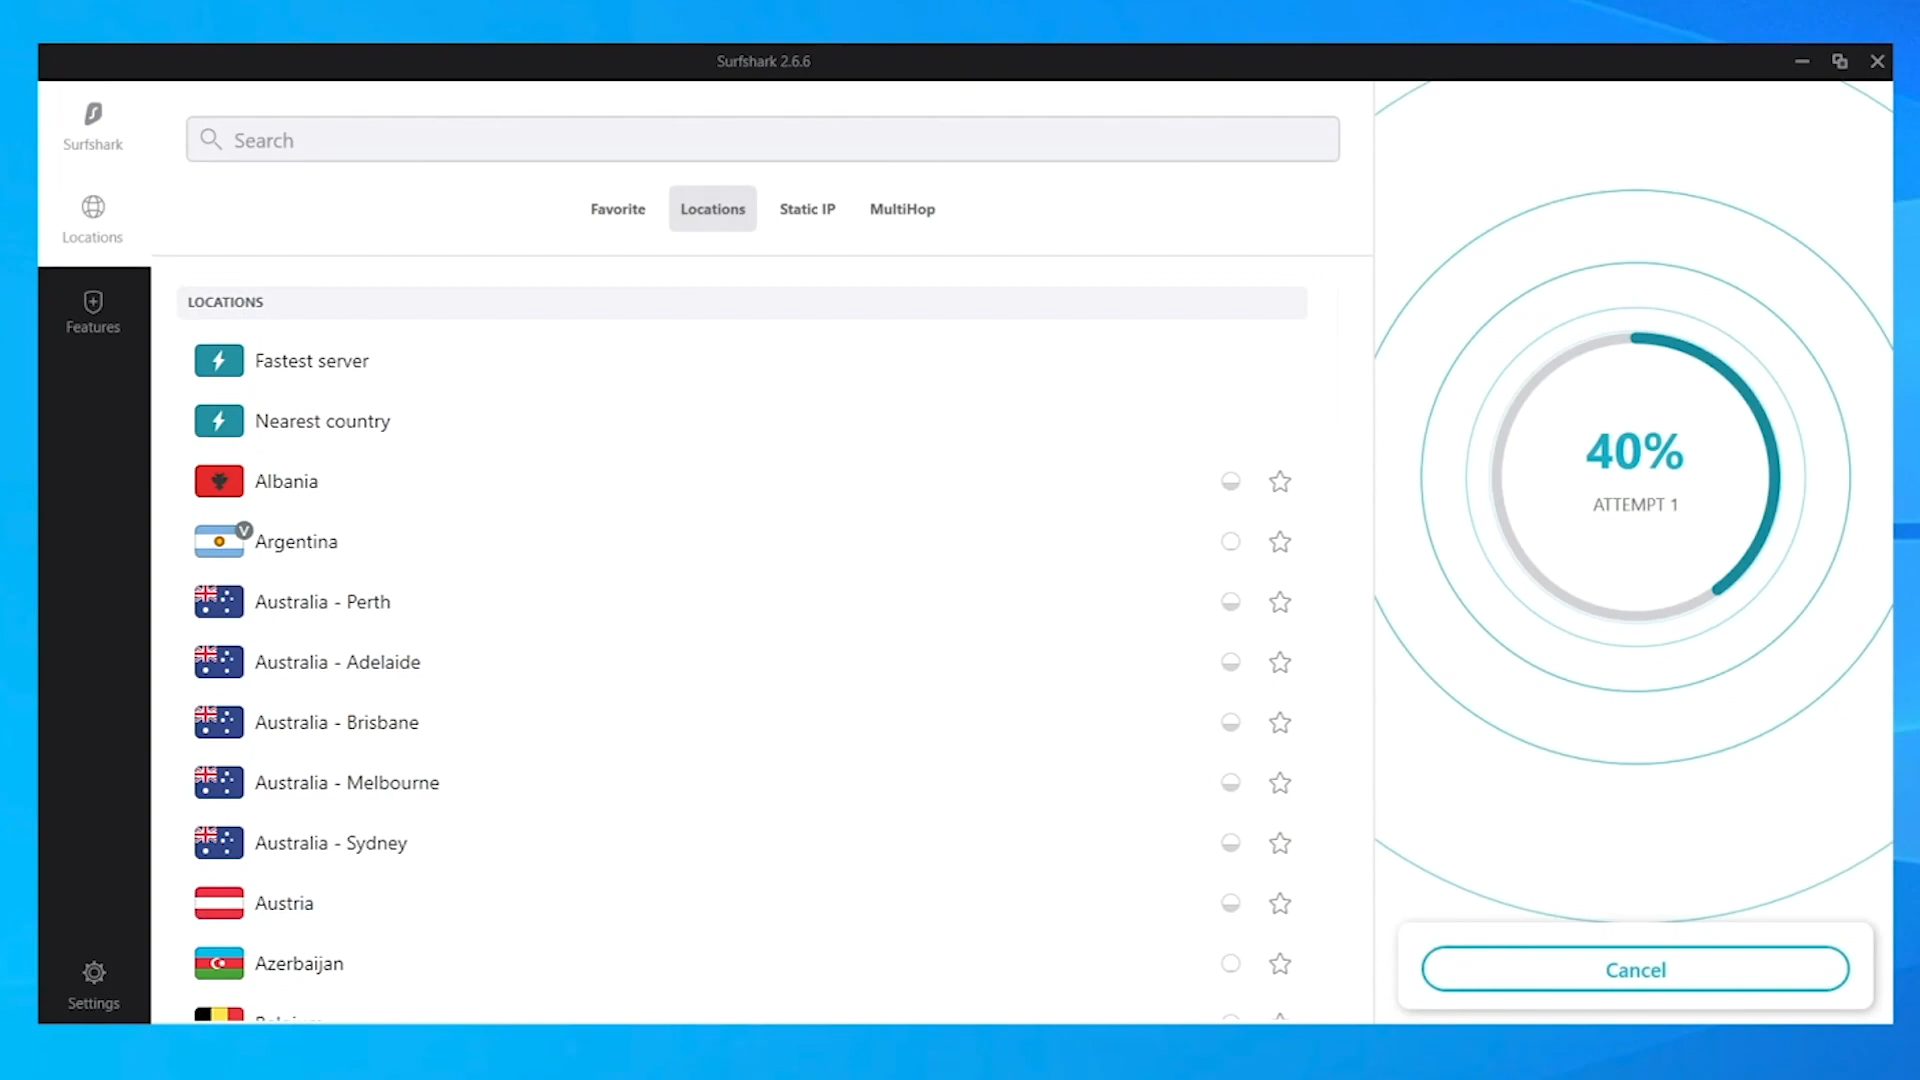 Surfshark 2.6.6
Surfshark
Search
Locations
Favorite Locations Static IP MultiHop
Features
LOCATIONS
Fastest server
Nearest country
Albania
V
Argentina
Australia - Perth
Australia - Adelaide
Australia - Brisbane
Australia - Melbourne
Australia - Sydney
Austria
Azerbaijan
Settings
40%
ATTEMPT 1
Cancel